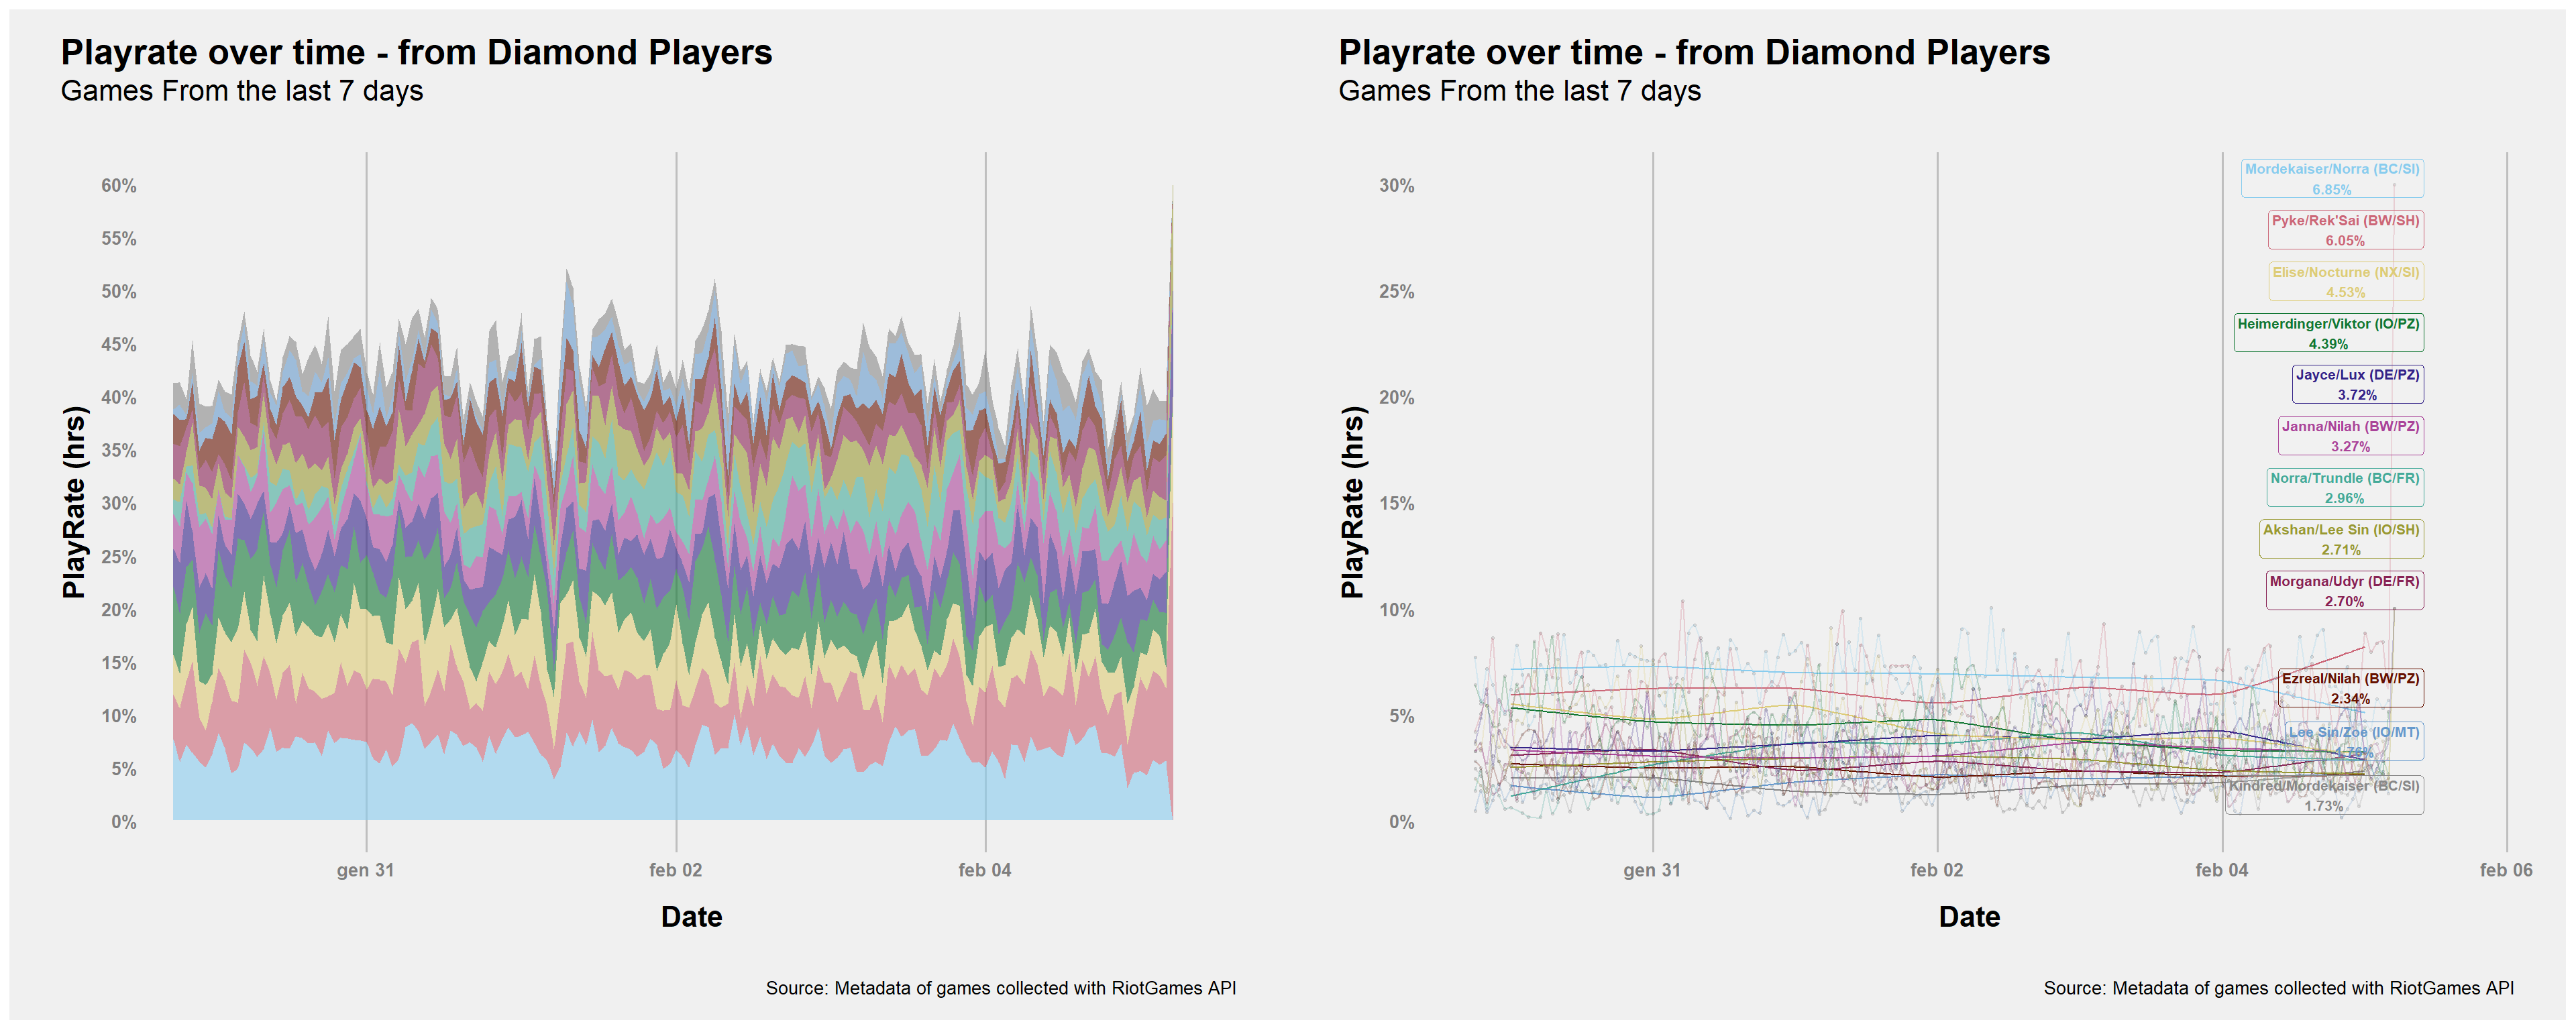 Playrate over time - from Diamond Players
Games From the last 7 days
60%
55%
50%
45%
40%
35%
30%
25%
20%
15%
10%
5%
0%
PlayRate (hrs)
gen 31
feb 02
feb 04
Date
Source: Metadata of games collected with RiotGames API
Playrate over time - from Diamond Players
Games From the last 7 days
30%
25%
20%
15%
10%
5%
0%
PlayRate (hrs)
Mordekaiser/Norra (BC/SI)
6.85%
Pyke/Rek'Sai (BW/SH)
6.05%
Elise/Nocturne (NX/SI)
4.53%
Heimerdinger/Viktor (IO/PZ)
4.39%
Jayce/Lux (DE/PZ)
3.72%
Janna/Nilah (BW/PZ)
3.27%
Norra/Trundle (BC/FR)
2.96%
Akshan/Lee Sin (IO/SH)
2.71%
Morgana/Udyr (DE/FR)
2.70%
Ezreal/Nilah (BW/PZ)
2.34%
Lee Sin/Zoe (IO/MT)
1.76%
Kindred/Mordekaiser (BC/SI)
1.73%
gen 31
feb 02
feb 04
feb 06
Date
Source: Metadata of games collected with RiotGames API